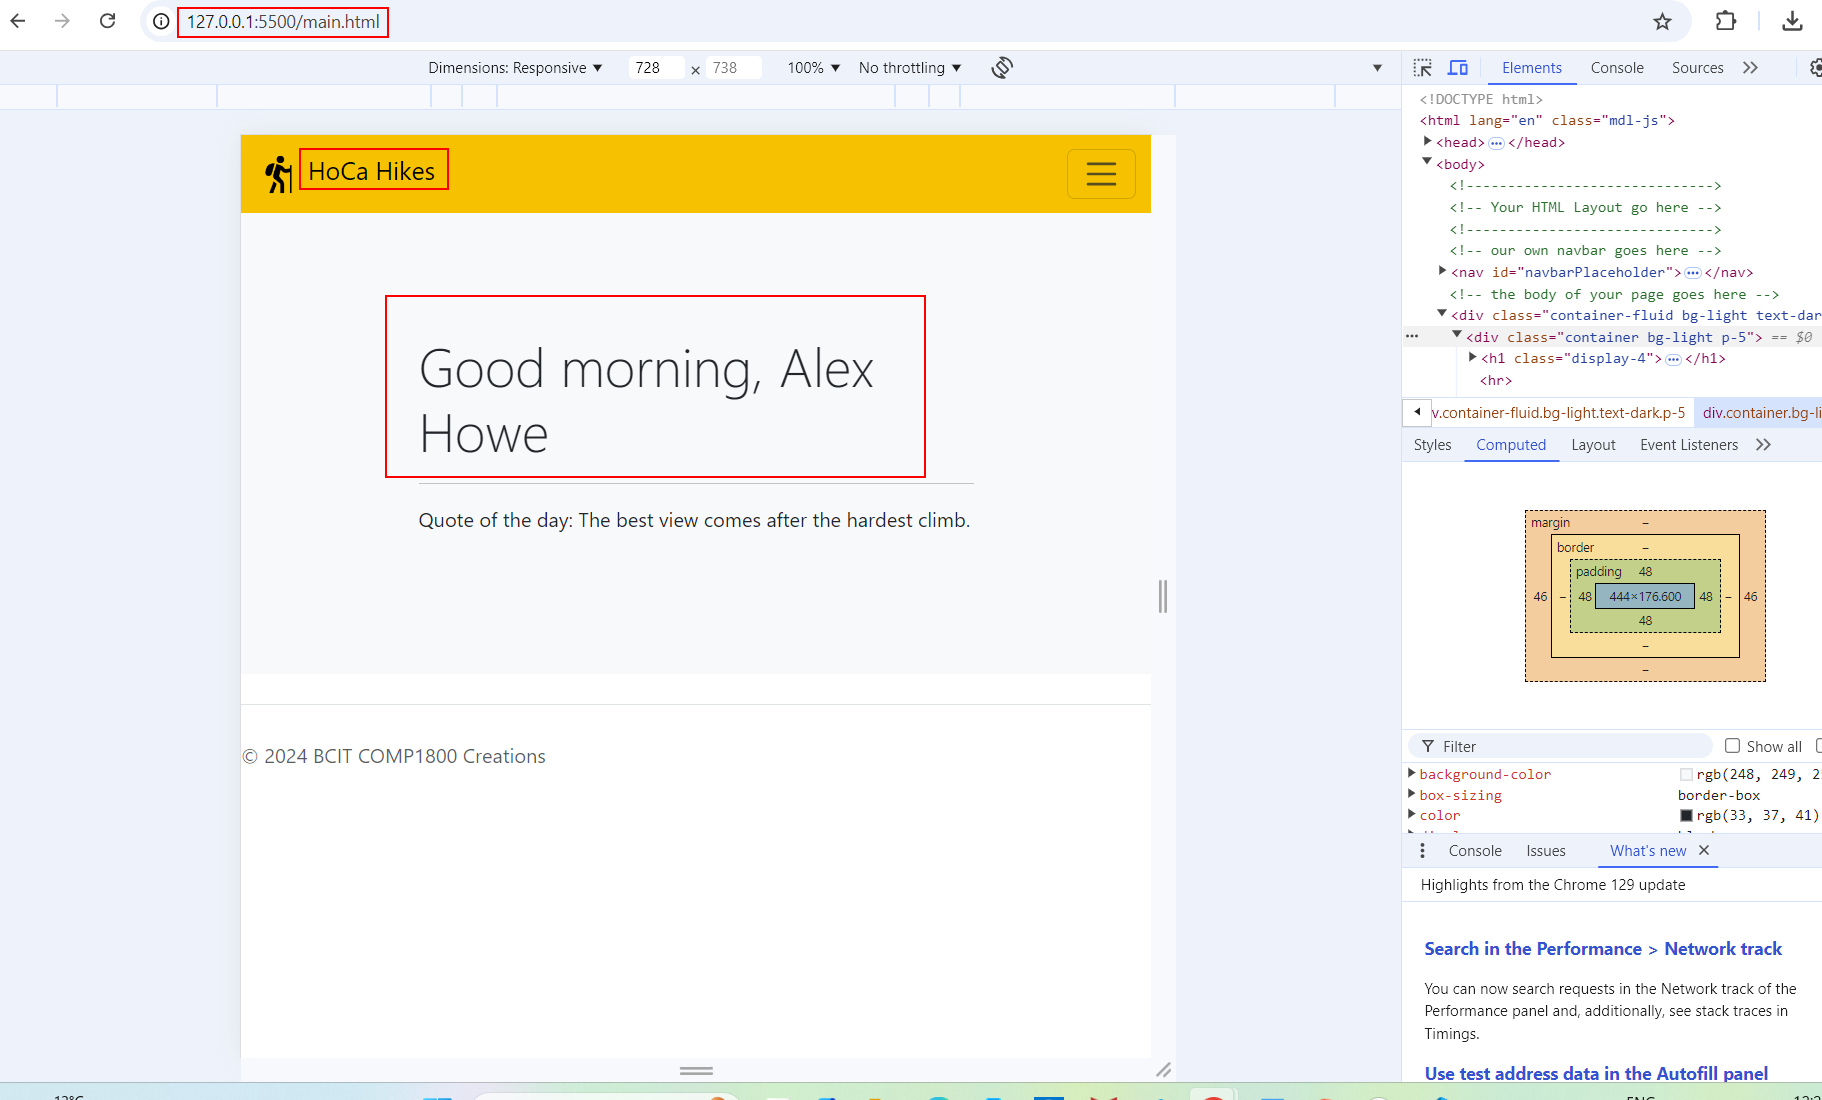 127.0.0.1:5500/main.html
Dimensions: Responsive 728 × 738 100% No throttling
Elements Console Sources
HoCa Hikes
Good morning, Alex
Howe
Quote of the day: The best view comes after the hardest climb.
© 2024 BCIT COMP1800 Creations
<!DOCTYPE html>
<html lang="en" class="mdl-js">
<head> ••• </head>
<body>
<!------------------------------->
<!-- Your HTML Layout go here -->
<!------------------------------->
<!-- our own navbar goes here -->
<nav id="navbarPlaceholder"> ••• </nav>
<!-- the body of your page goes here -->
<div class="container-fluid bg-light text-dar
••• <div class="container bg-light p-5"> == $0
<h1 class="display-4"> ••• </h1>
<hr>
v.container-fluid.bg-light.text-dark.p-5 div.container.bg-li
Styles Computed Layout Event Listeners
margin –
border –
padding 48
46 – 48 444×176.600 48 – 46
48
–
–
Filter Show all
background-color rgb(248, 249, 2
box-sizing border-box
color rgb(33, 37, 41)
Console Issues What's new
Highlights from the Chrome 129 update
Search in the Performance > Network track
You can now search requests in the Network track of the
Performance panel and, additionally, see stack traces in
Timings.
Use test address data in the Autofill panel